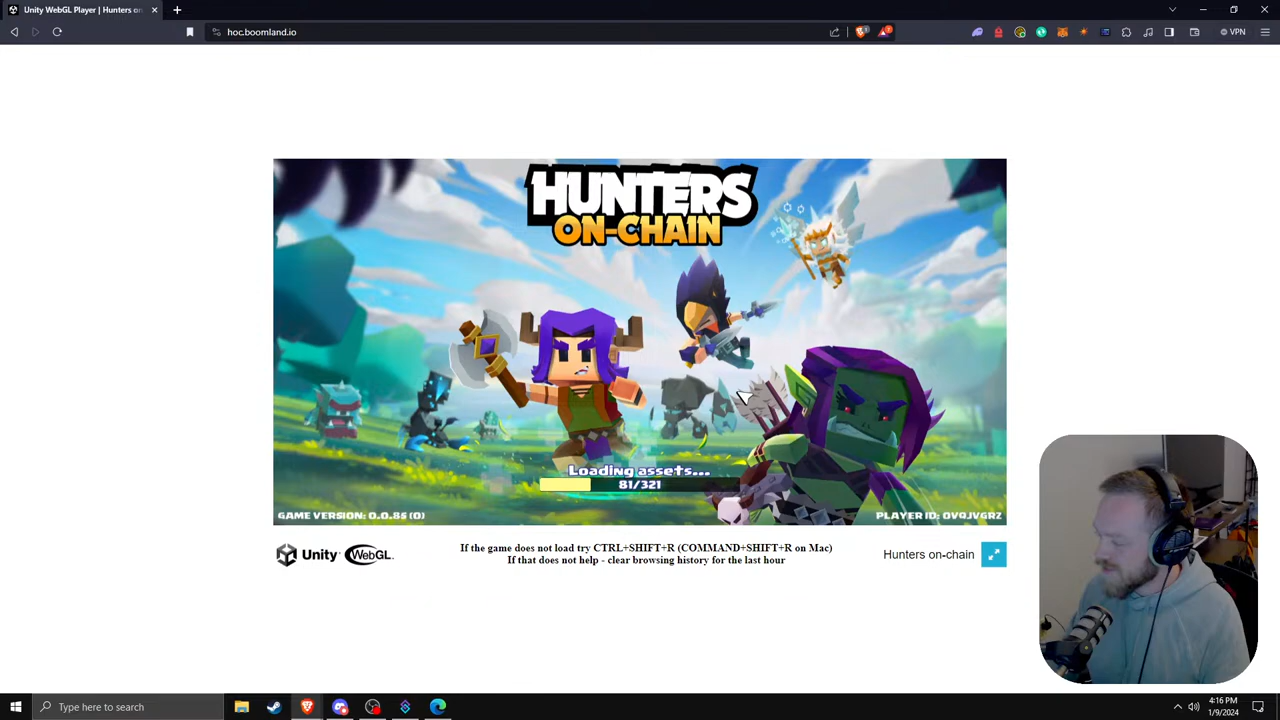 Unity WebGL Player | Hunters on
hoc.boomland.io
VPN
HUNTERS
ON-CHAIN
Loading assets...
81/321
GAME VERSION: 0.0.85 (0)
PLAYER ID: OVQJVGRZ
Unity WebGL.
If the game does not load try CTRL+SHIFT+R (COMMAND+SHIFT+R on Mac)
If that does not help - clear browsing history for the last hour
Hunters on-chain
Type here to search
4:16 PM
1/9/2024